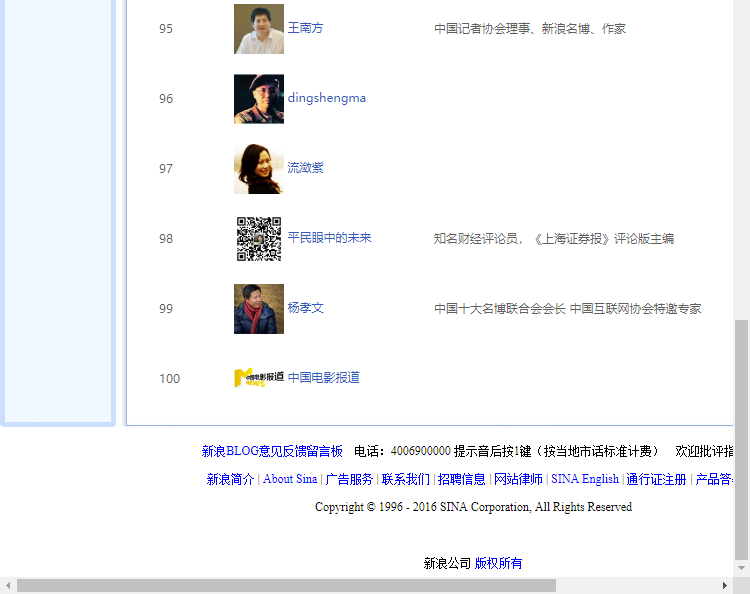 95 王南方 中国记者协会理事、新浪名博、作家
96 dingshengma
97 流潋紫
98 平民眼中的未来 知名财经评论员，《上海证券报》评论版主编
99 杨孝文 中国十大名博联合会会长 中国互联网协会特邀专家
100 中国电影报道 NEWS 中国电影报道
新浪BLOG意见反馈留言板 电话：4006900000 提示音后按1键（按当地市话标准计费） 欢迎批评指
新浪简介 | About Sina | 广告服务 | 联系我们 | 招聘信息 | 网站律师 | SINA English | 通行证注册 | 产品答
Copyright © 1996 - 2016 SINA Corporation, All Rights Reserved
新浪公司 版权所有